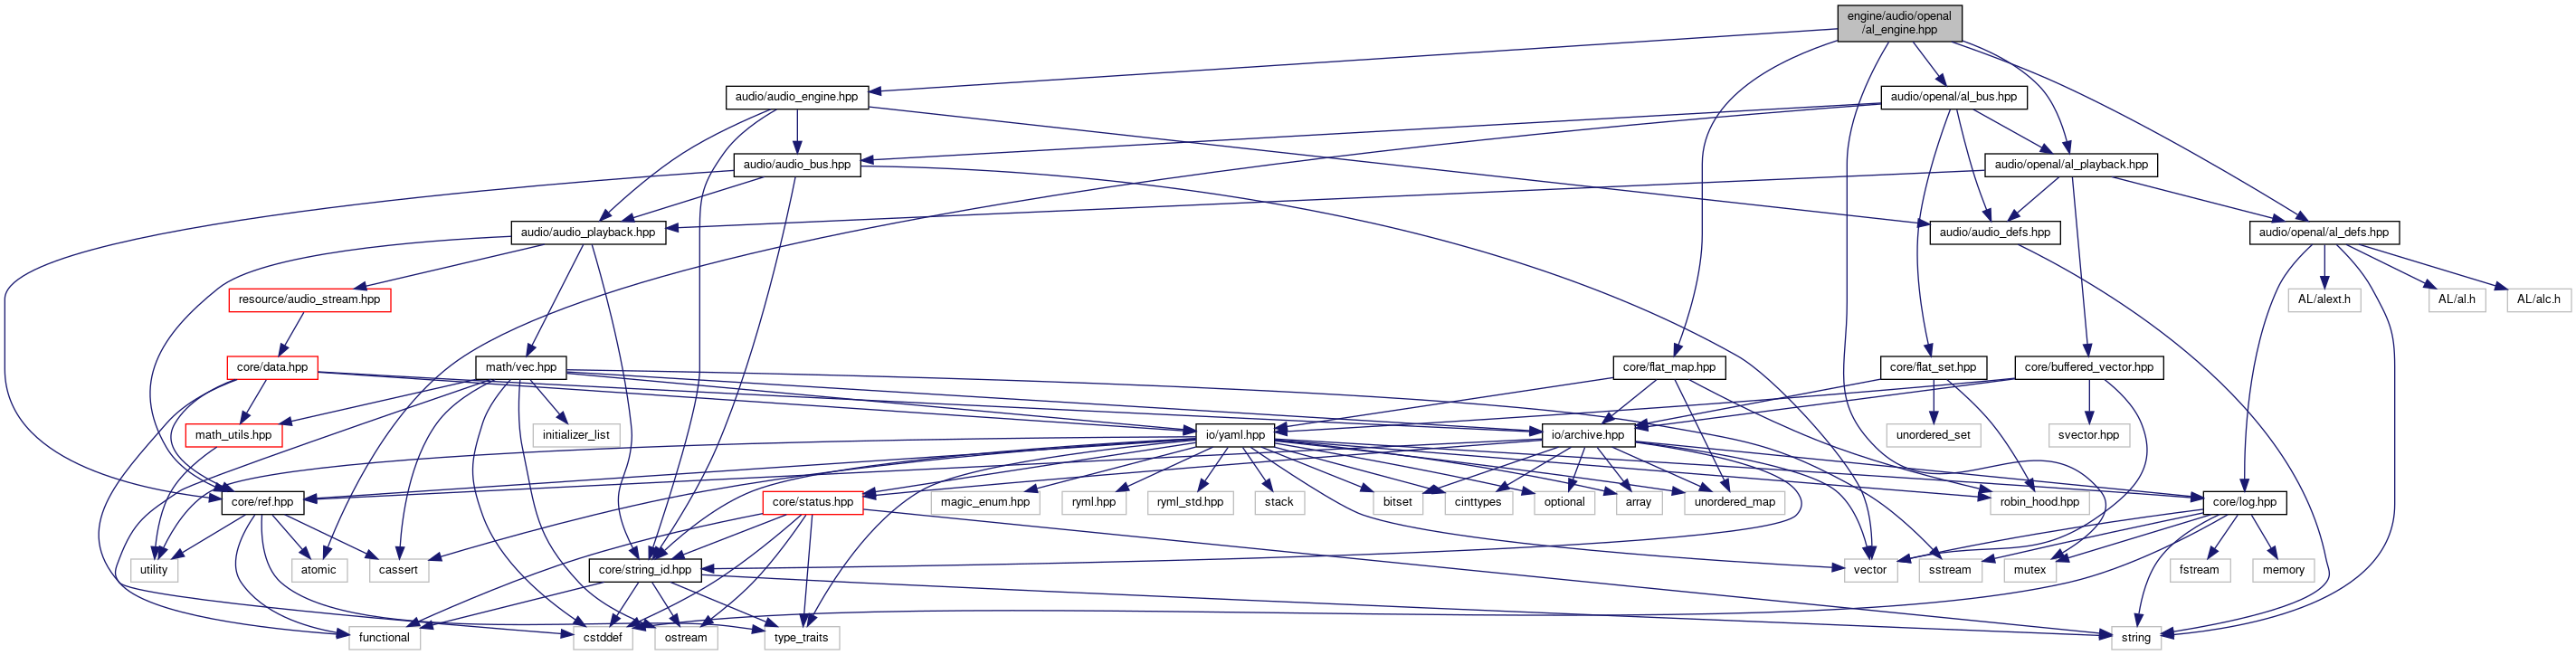 engine/audio/openal
/al_engine.hpp
audio/audio_engine.hpp
audio/openal/al_bus.hpp
audio/audio_bus.hpp
audio/openal/al_playback.hpp
audio/audio_playback.hpp
audio/audio_defs.hpp
audio/openal/al_defs.hpp
resource/audio_stream.hpp
AL/alext.h
AL/al.h
AL/alc.h
core/data.hpp
math/vec.hpp
core/flat_map.hpp
core/flat_set.hpp
core/buffered_vector.hpp
math_utils.hpp
initializer_list
io/yaml.hpp
io/archive.hpp
unordered_set
svector.hpp
core/ref.hpp
core/status.hpp
magic_enum.hpp
ryml.hpp
ryml_std.hpp
stack
bitset
cinttypes
optional
array
unordered_map
robin_hood.hpp
core/log.hpp
utility
atomic
cassert
core/string_id.hpp
vector
sstream
mutex
fstream
memory
functional
cstddef
ostream
type_traits
string